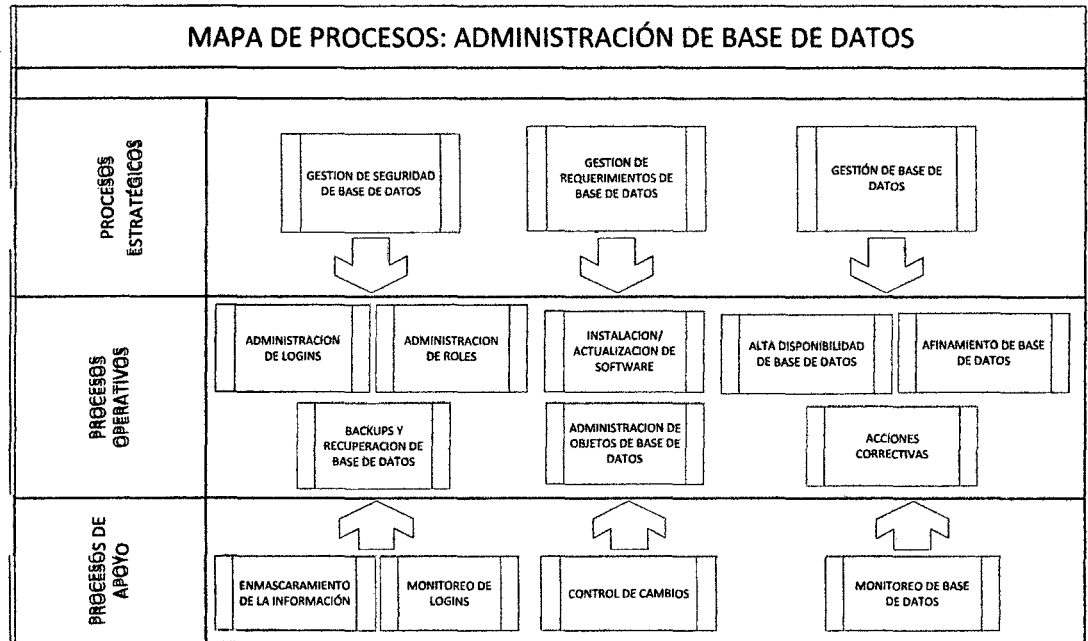 MAPA DE PROCESOS: ADMINISTRACIÓN DE BASE DE DATOS
PROCESOS
ESTRATÉGICOS
GESTION DE SEGURIDAD
DE BASE DE DATOS
GESTION DE
REQUERIMIENTOS DE
BASE DE DATOS
GESTIÓN DE BASE DE
DATOS
PROCESOS
OPERATIVOS
ADMINISTRACION
DE LOGINS
ADMINISTRACION
DE ROLES
INSTALACION/
ACTUALIZACION DE
SOFTWARE
ALTA DISPONIBILIDAD
DE BASE DE DATOS
AFINAMIENTO DE BASE
DE DATOS
BACKUPS Y
RECUPERACION DE
BASE DE DATOS
ADMINISTRACION DE
OBJETOS DE BASE DE
DATOS
ACCIONES
CORRECTIVAS
PROCESOS DE
APOYO
ENMASCARAMIENTO
DE LA INFORMACIÓN
MONITOREO DE
LOGINS
CONTROL DE CAMBIOS
MONITOREO DE BASE
DE DATOS